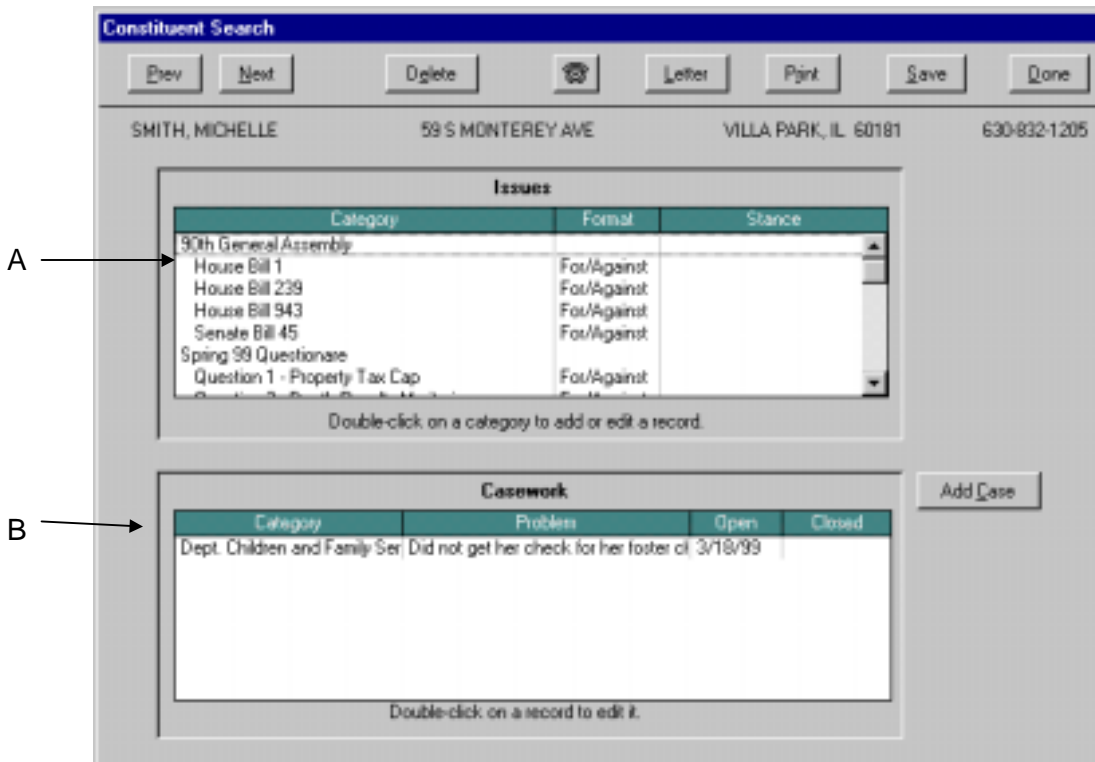 Constituent Search
Prev Next Delete Letter Print Save Done
SMITH, MICHELLE 59 S MONTEREY AVE VILLA PARK, IL 60181 630-832-1205
Issues
Category Format Stance
A
90th General Assembly
House Bill 1 For/Against
House Bill 239 For/Against
House Bill 943 For/Against
Senate Bill 45 For/Against
Spring 99 Questionare
Question 1 - Property Tax Cap For/Against
Double-click on a category to add or edit a record.
Casework Add Case
B
Category Problem Open Closed
Dept. Children and Family Ser Did not get her check for her foster 3/18/99
Double-click on a record to edit it.